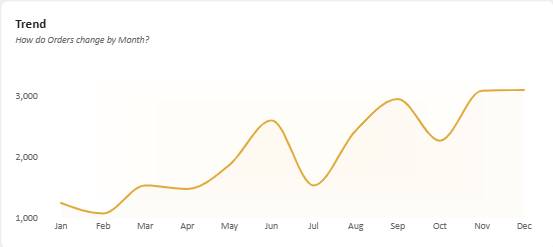 Trend
How do Orders change by Month?
3,000
2,000
1,000
Jan Feb Mar Apr May Jun Jul Aug Sep Oct Nov Dec